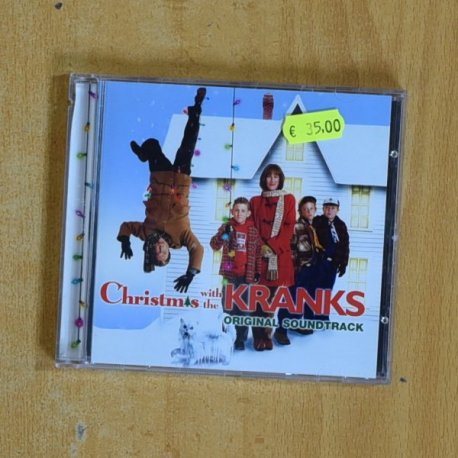 € 35,00
Christmas with the KRANKS
ORIGINAL SOUNDTRACK